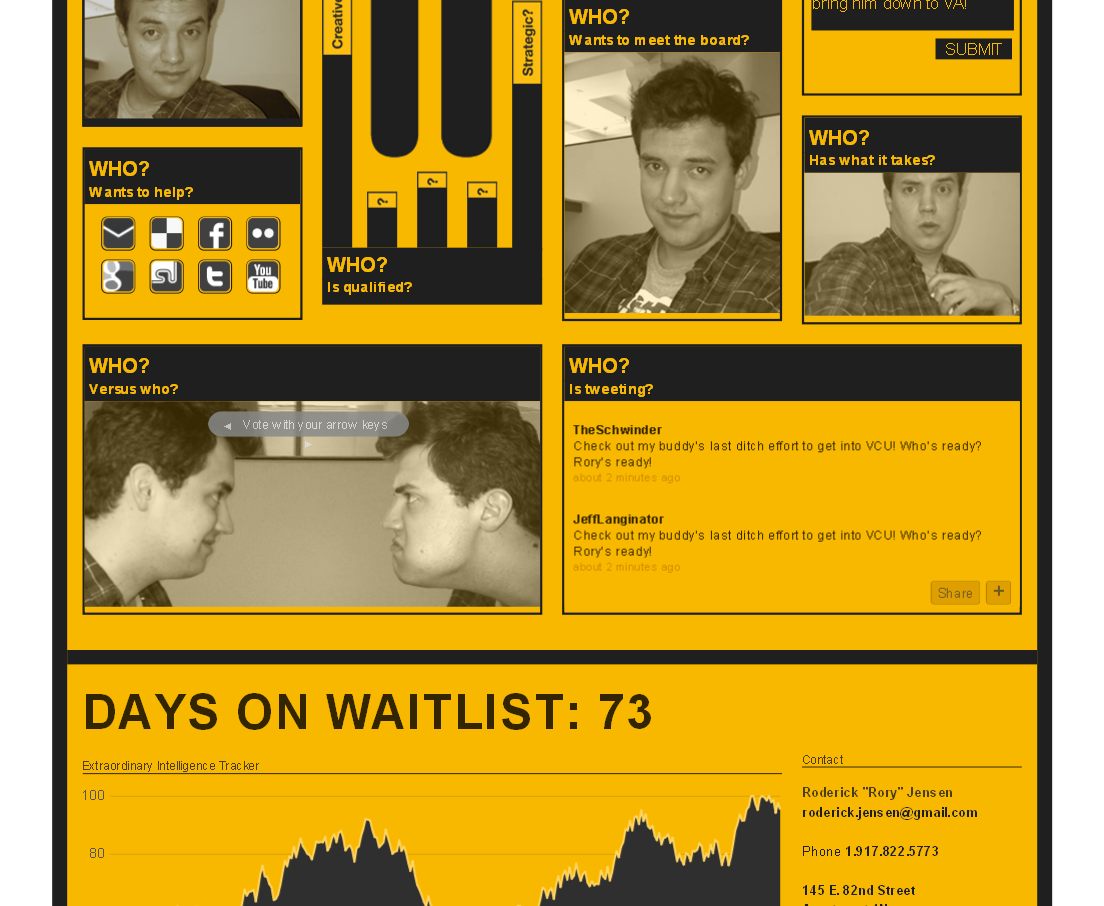 Creative
Strategic?
WHO?
Wants to meet the board?
bring him down to VA!
SUBMIT
WHO?
Has what it takes?
WHO?
Wants to help?
f
t
You
Tube
?
?
?
WHO?
Is qualified?
WHO?
Versus who?
Vote with your arrow keys
WHO?
Is tweeting?
TheSchwinder
Check out my buddy's last ditch effort to get into VCU! Who's ready?
Rory's ready!
about 2 minutes ago
JeffLanginator
Check out my buddy's last ditch effort to get into VCU! Who's ready?
Rory's ready!
about 2 minutes ago
Share +
DAYS ON WAITLIST: 73
Extraordinary Intelligence Tracker
100
80
Contact
Roderick "Rory" Jensen
roderick.jensen@gmail.com
Phone 1.917.822.5773
145 E. 82nd Street